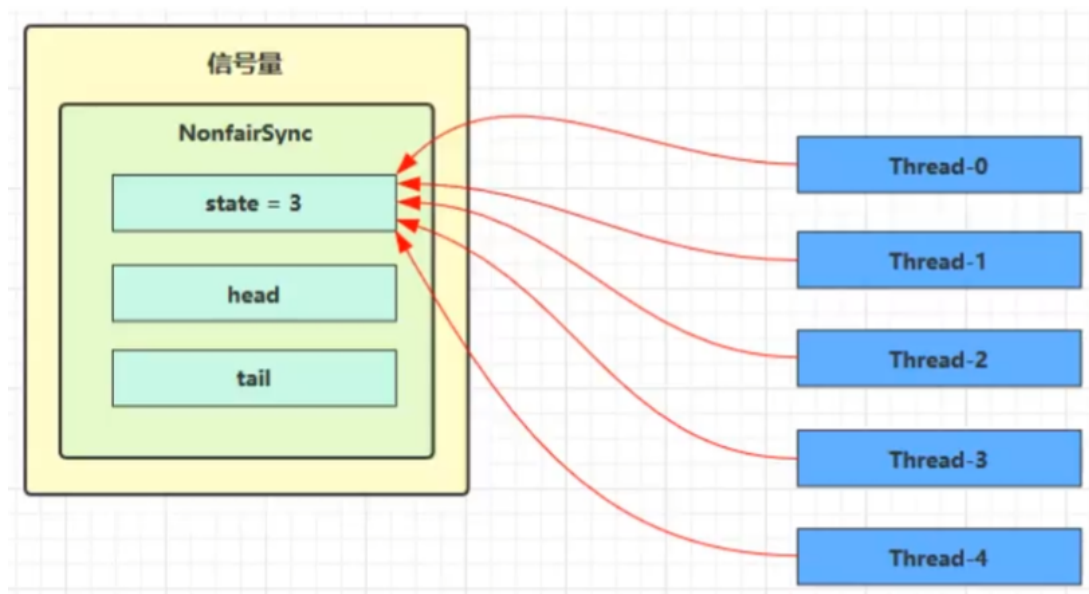 信号量
NonfairSync
state = 3
head
tail
Thread-0
Thread-1
Thread-2
Thread-3
Thread-4